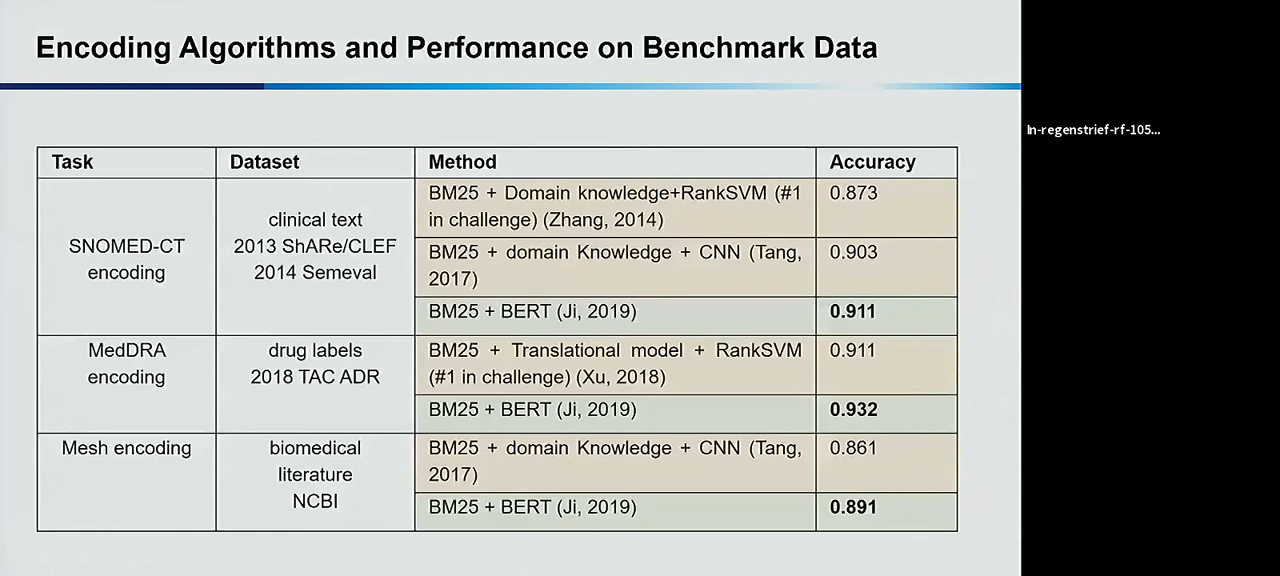 Encoding Algorithms and Performance on Benchmark Data
ln-regenstrief-rf-105...
Task Dataset Method Accuracy
SNOMED-CT
encoding
clinical text
2013 ShARe/CLEF
2014 Semeval
BM25 + Domain knowledge+RankSVM (#1
in challenge) (Zhang, 2014)
0.873
BM25 + domain Knowledge + CNN (Tang,
2017)
0.903
BM25 + BERT (Ji, 2019)
0.911
MedDRA
encoding
drug labels
2018 TAC ADR
BM25 + Translational model + RankSVM
(#1 in challenge) (Xu, 2018)
0.911
BM25 + BERT (Ji, 2019)
0.932
Mesh encoding
biomedical
literature
NCBI
BM25 + domain Knowledge + CNN (Tang,
2017)
0.861
BM25 + BERT (Ji, 2019)
0.891